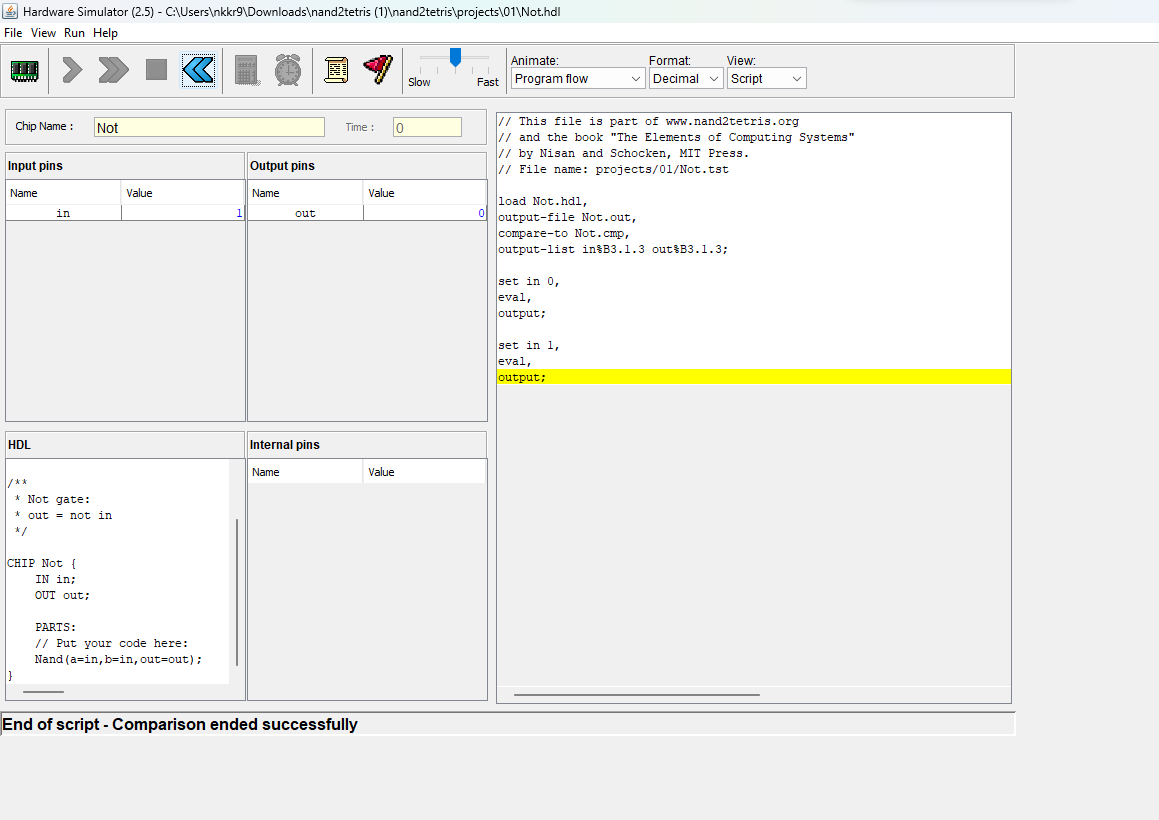 Hardware Simulator (2.5) - C:\Users\nkkr9\Downloads\nand2tetris (1)\nand2tetris\projects\01\Not.hdl
File View Run Help
Slow Fast
Animate: Format: View:
Program flow Decimal Script
Chip Name : Not Time : 0
Input pins
Name Value
in 1
Output pins
Name Value
out 0
HDL
/**
 * Not gate:
 * out = not in
 */
CHIP Not {
    IN in;
    OUT out;
    PARTS:
    // Put your code here:
    Nand(a=in,b=in,out=out);
}
Internal pins
Name Value
// This file is part of www.nand2tetris.org
// and the book "The Elements of Computing Systems"
// by Nisan and Schocken, MIT Press.
// File name: projects/01/Not.tst
load Not.hdl,
output-file Not.out,
compare-to Not.cmp,
output-list in%B3.1.3 out%B3.1.3;
set in 0,
eval,
output;
set in 1,
eval,
output;
End of script - Comparison ended successfully